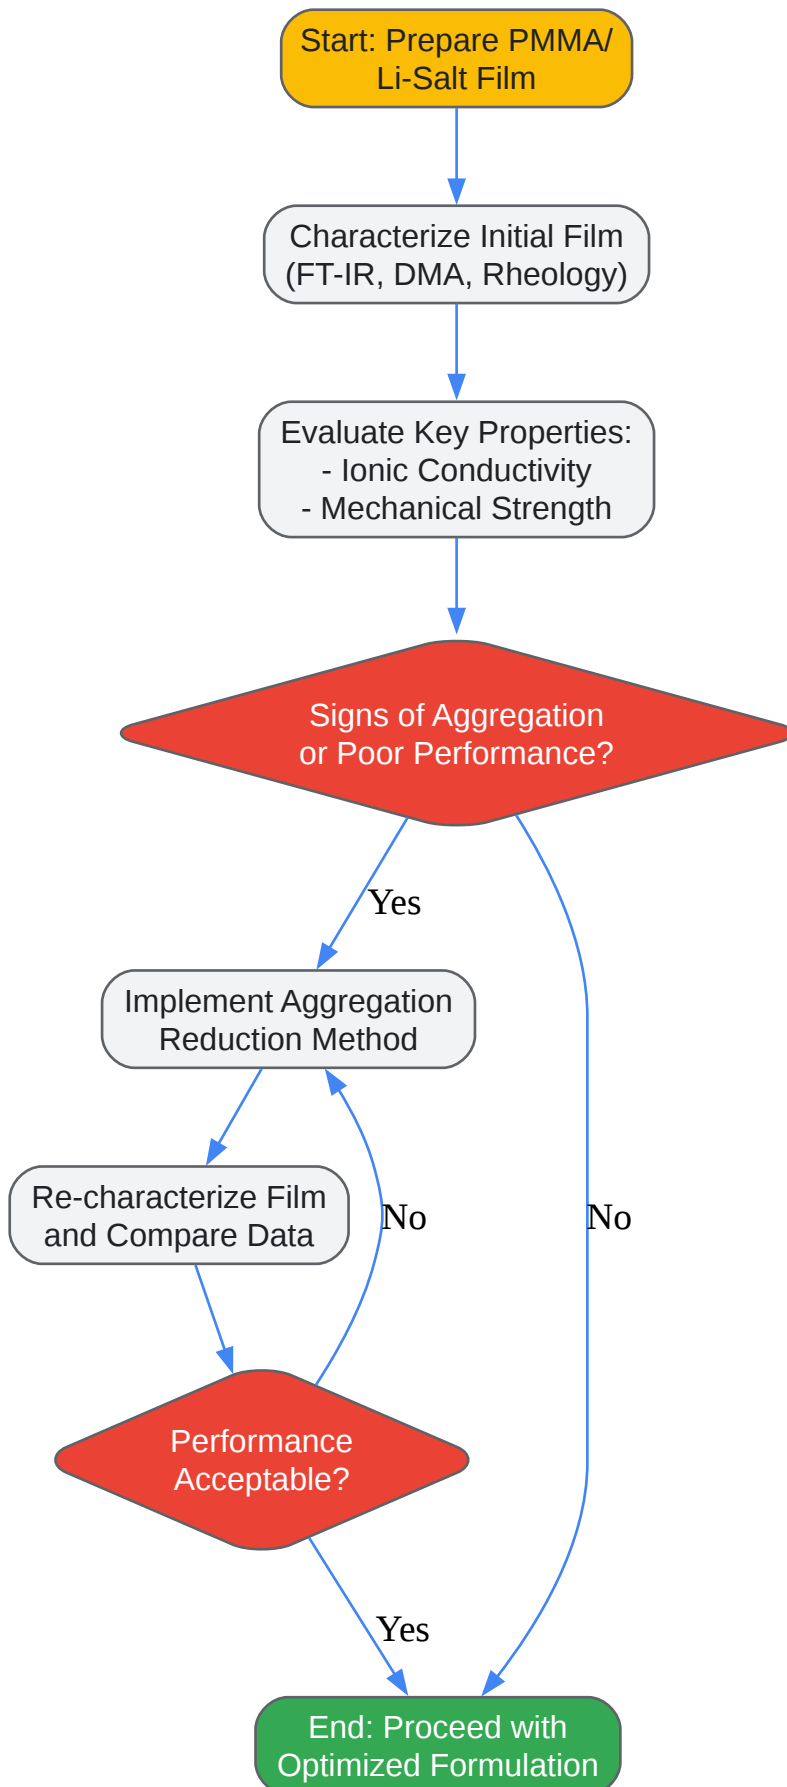 Start: Prepare PMMA/
Li-Salt Film
Characterize Initial Film
(FT-IR, DMA, Rheology)
Evaluate Key Properties:
- Ionic Conductivity
- Mechanical Strength
Signs of Aggregation
or Poor Performance?
Yes
Implement Aggregation
Reduction Method
Re-characterize Film
and Compare Data
No
No
Performance
Acceptable?
Yes
End: Proceed with
Optimized Formulation